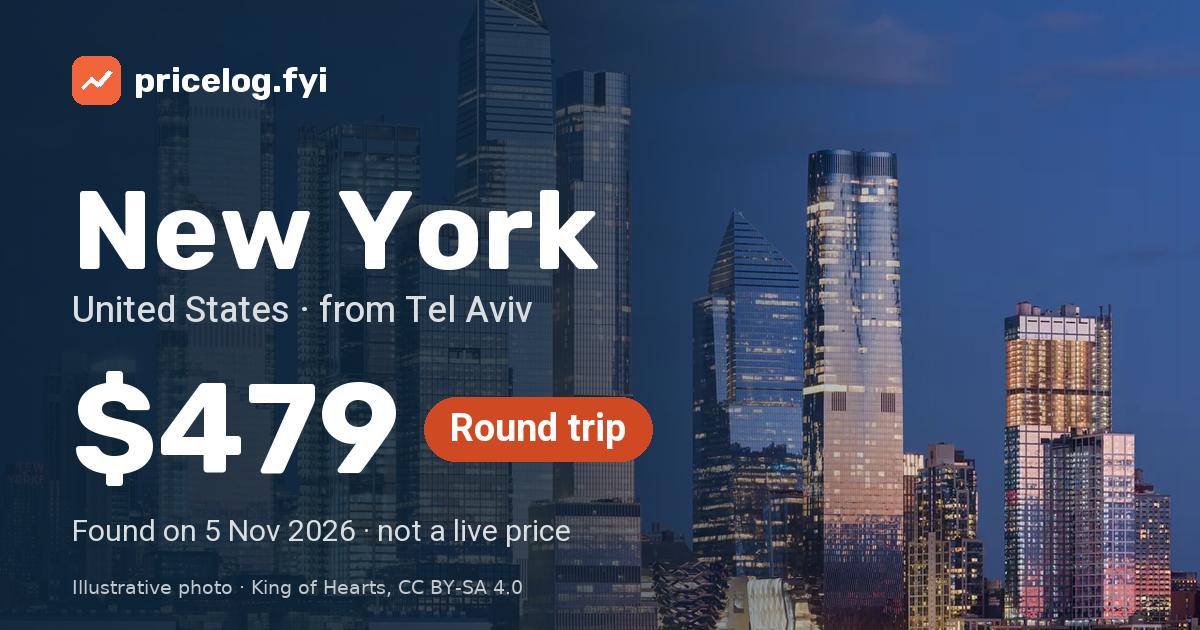 pricelog.fyi
New York
United States · from Tel Aviv
$479 Round trip
Found on 5 Nov 2026 · not a live price
Illustrative photo · King of Hearts, CC BY-SA 4.0